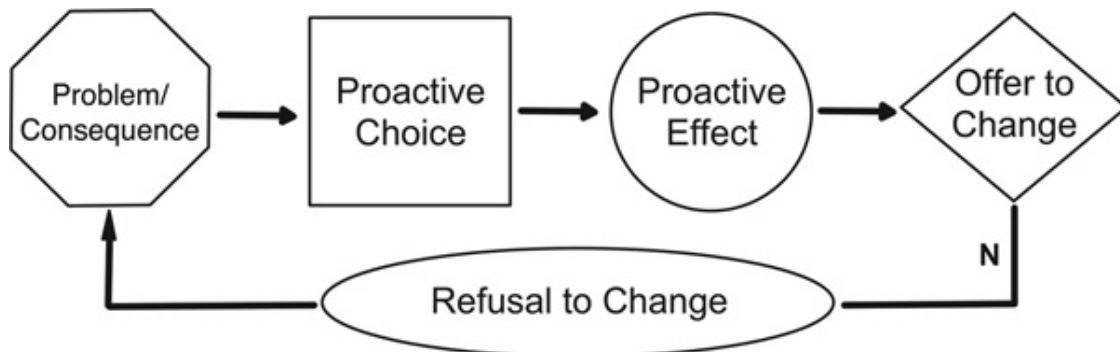 Problem/
Consequence
Proactive
Choice
Proactive
Effect
Offer to
Change
N
Refusal to Change